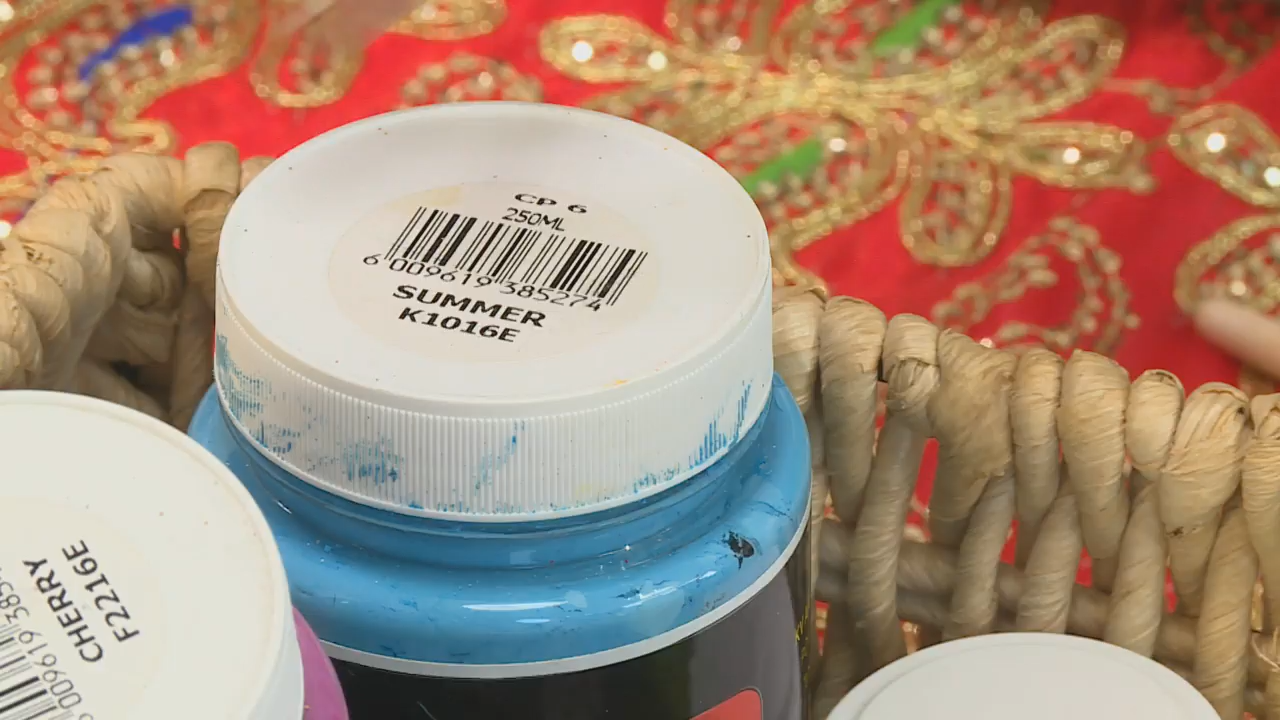 CP 6
250ML
6 009619 385274
SUMMER
K1016E
CHERRY
F2216E